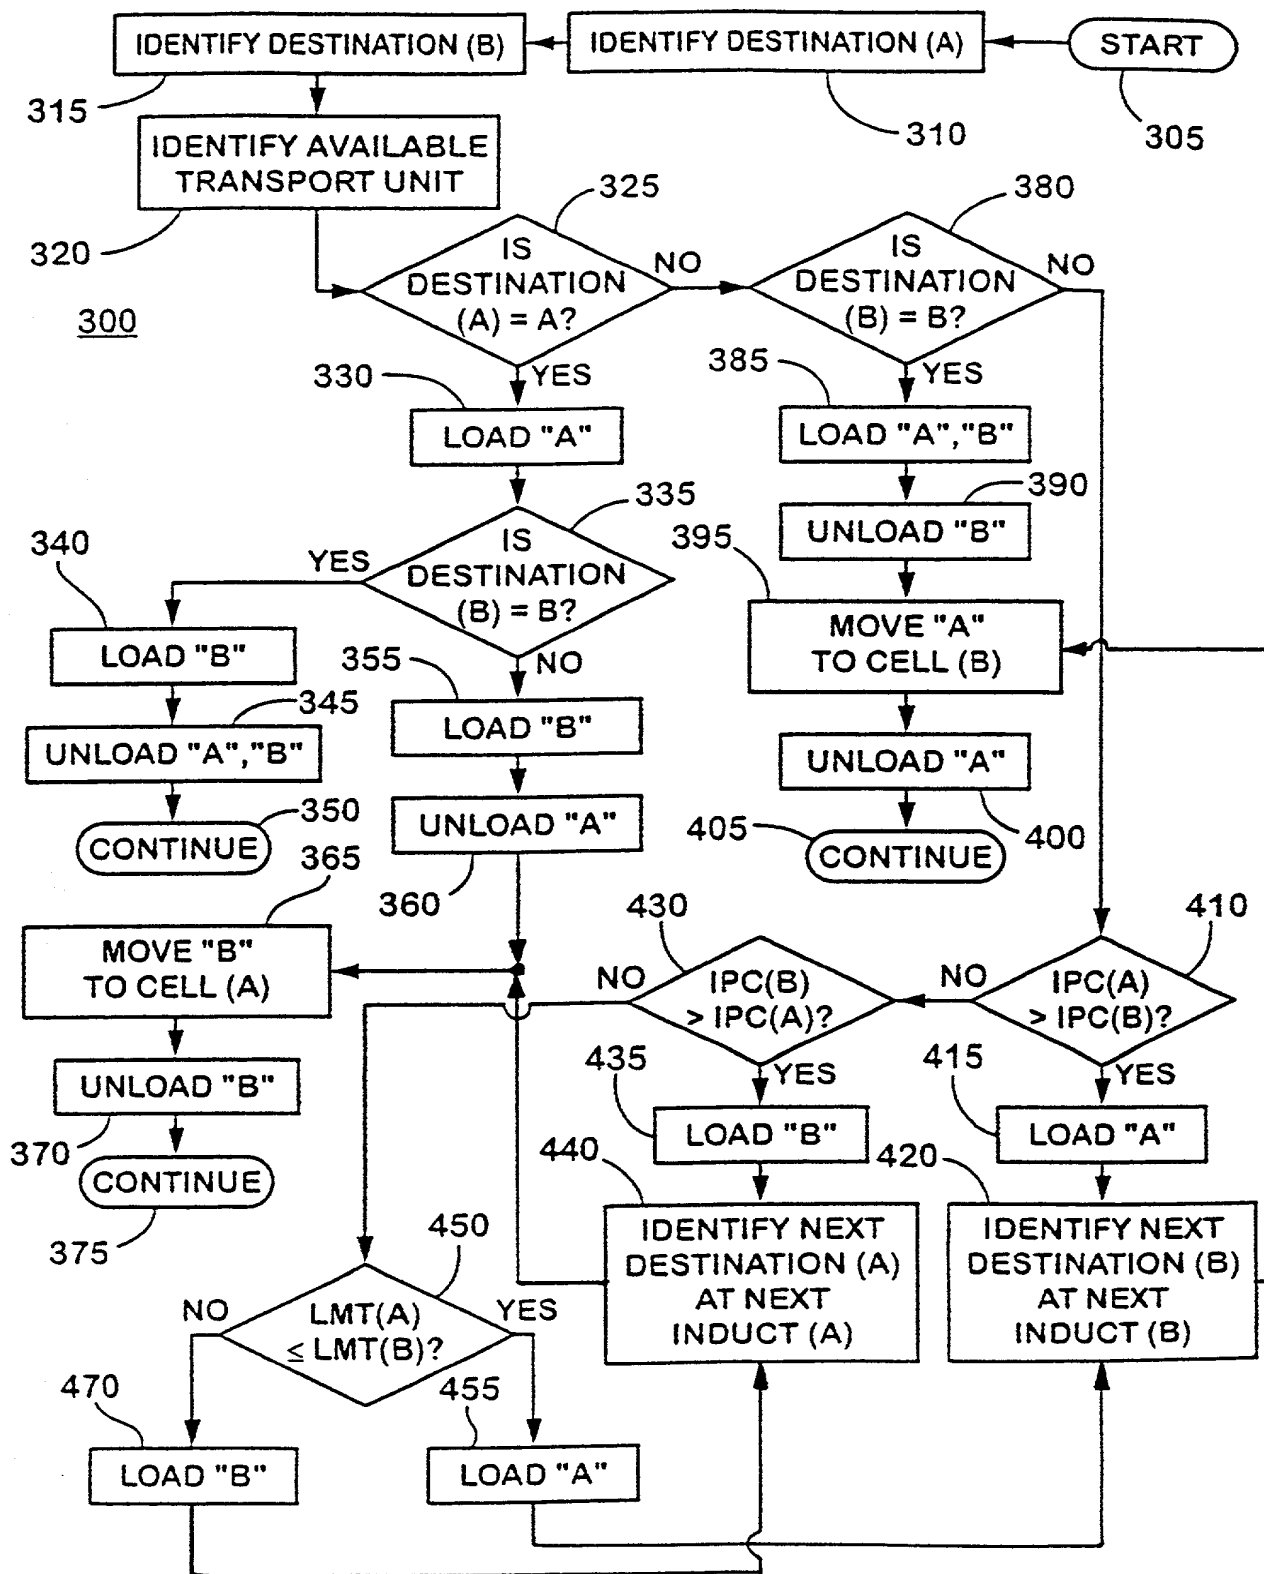 IDENTIFY DESTINATION (B)
IDENTIFY DESTINATION (A)
START
315
310
305
IDENTIFY AVAILABLE
TRANSPORT UNIT
320
325
380
300
IS
DESTINATION
(A) = A?
NO
YES
IS
DESTINATION
(B) = B?
NO
YES
330
LOAD "A"
385
LOAD "A","B"
335
390
UNLOAD "B"
340
YES
IS
DESTINATION
(B) = B?
NO
395
MOVE "A"
TO CELL (B)
LOAD "B"
355
LOAD "B"
345
UNLOAD "A","B"
UNLOAD "A"
400
350
CONTINUE
UNLOAD "A"
360
405
CONTINUE
365
MOVE "B"
TO CELL (A)
430
NO
IPC(B)
> IPC(A)?
YES
410
NO
IPC(A)
> IPC(B)?
YES
UNLOAD "B"
370
435
LOAD "B"
415
LOAD "A"
CONTINUE
375
440
IDENTIFY NEXT
DESTINATION (A)
AT NEXT
INDUCT (A)
420
IDENTIFY NEXT
DESTINATION (B)
AT NEXT
INDUCT (B)
450
NO
LMT(A)
≤ LMT(B)?
YES
470
LOAD "B"
455
LOAD "A"